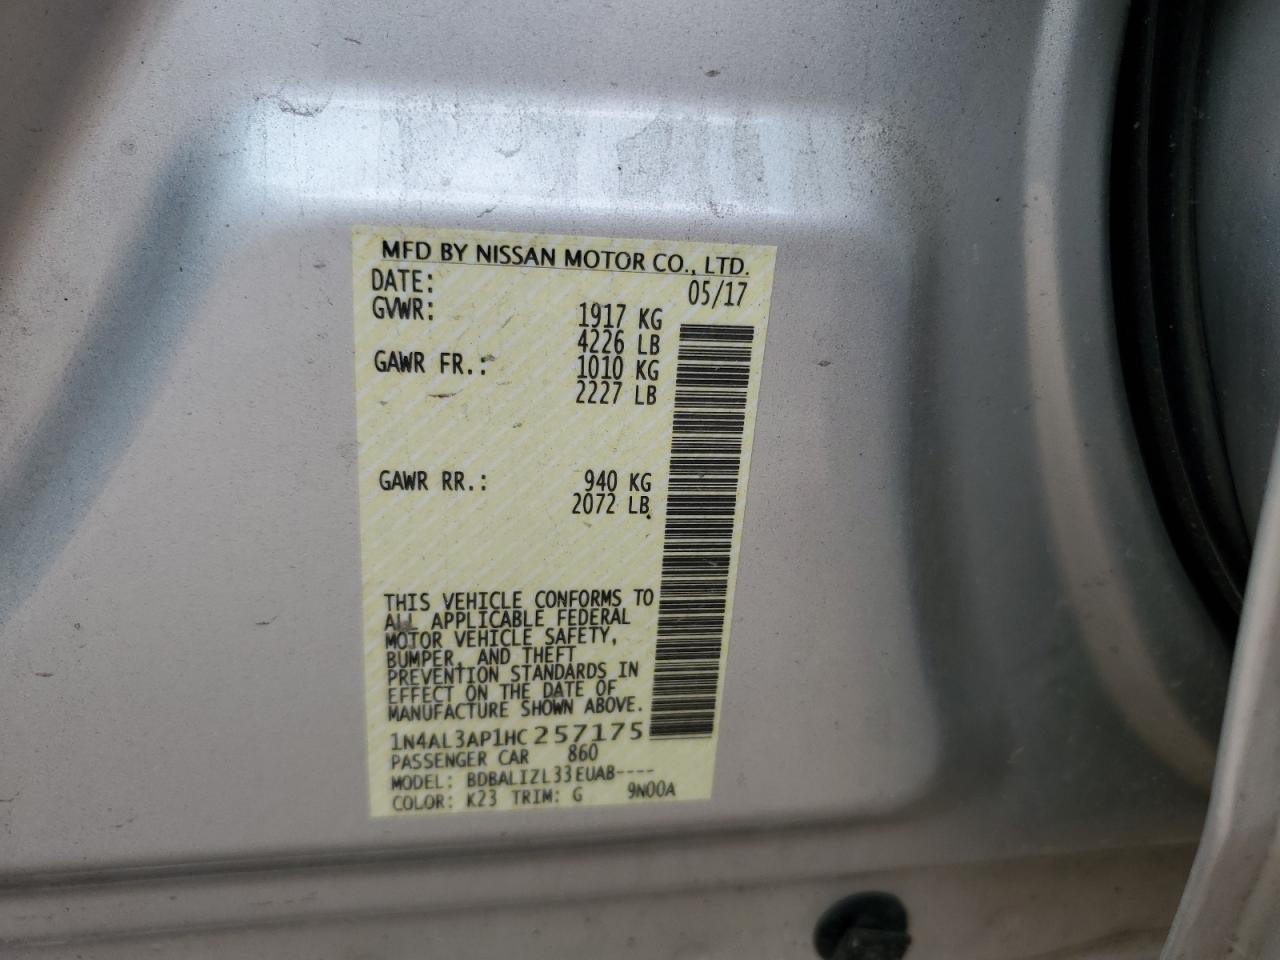 MFD BY NISSAN MOTOR CO., LTD.
DATE: 05/17
GVWR: 1917 KG
4226 LB
GAWR FR.: 1010 KG
2227 LB
GAWR RR.: 940 KG
2072 LB
THIS VEHICLE CONFORMS TO
ALL APPLICABLE FEDERAL
MOTOR VEHICLE SAFETY,
BUMPER, AND THEFT
PREVENTION STANDARDS IN
EFFECT ON THE DATE OF
MANUFACTURE SHOWN ABOVE.
1N4AL3AP1HC257175
PASSENGER CAR 860
MODEL: BDBALIZL33EUAB----
COLOR: K23 TRIM: G 9N00A